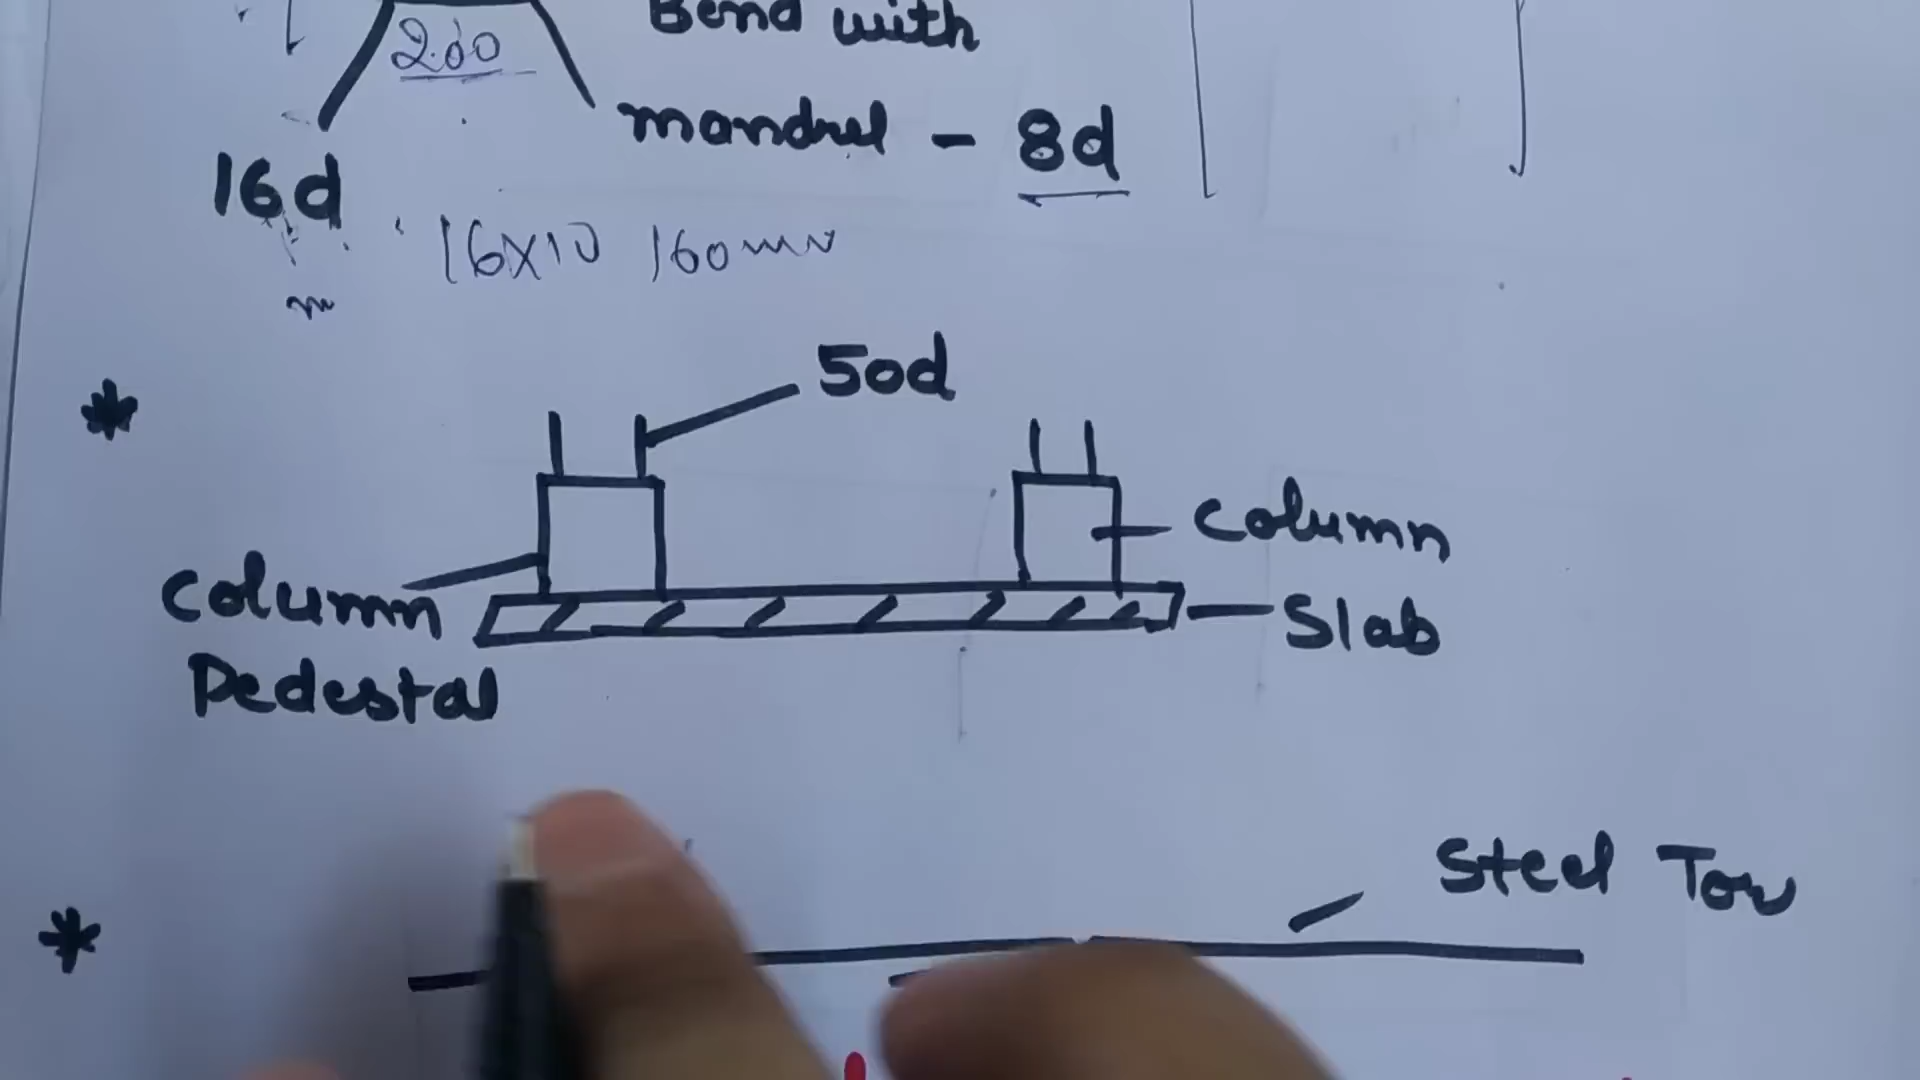 Bend with
200
mandrel - 8d
16d
16x10 160mm
50d
column
column
Slab
Pedestal
Steel Tor